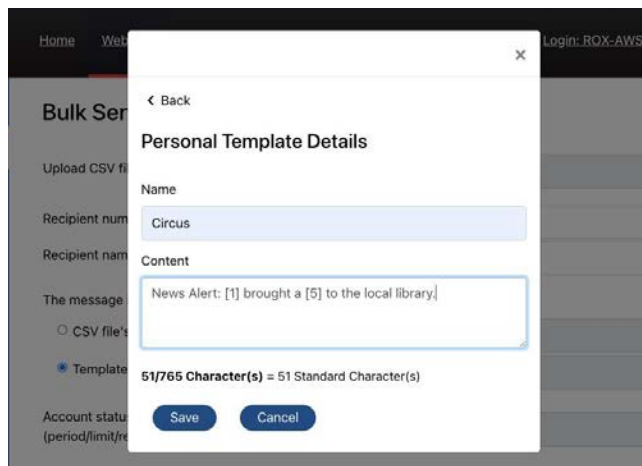 Home Web Login: ROX-AWS
×
Back
Bulk Ser
Personal Template Details
Upload CSV fi
Name
Recipient num
Circus
Recipient nam
Content
News Alert: [1] brought a [5] to the local library.
The message
CSV file's
51/765 Character(s) = 51 Standard Character(s)
Template
Save Cancel
Account statu
(period/limit/re